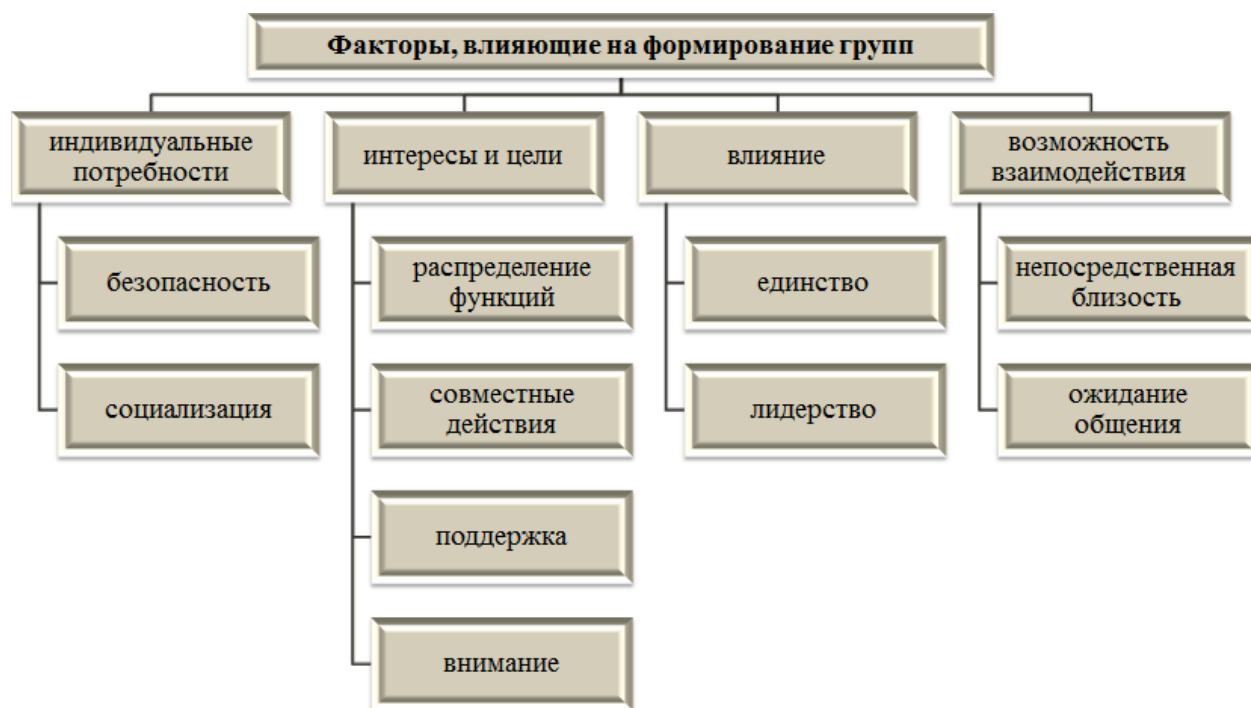 Факторы, влияющие на формирование групп
индивидуальные
потребности
безопасность
социализация
интересы и цели
распределение
функций
совместные
действия
поддержка
внимание
влияние
единство
лидерство
возможность
взаимодействия
непосредственная
близость
ожидание
общения